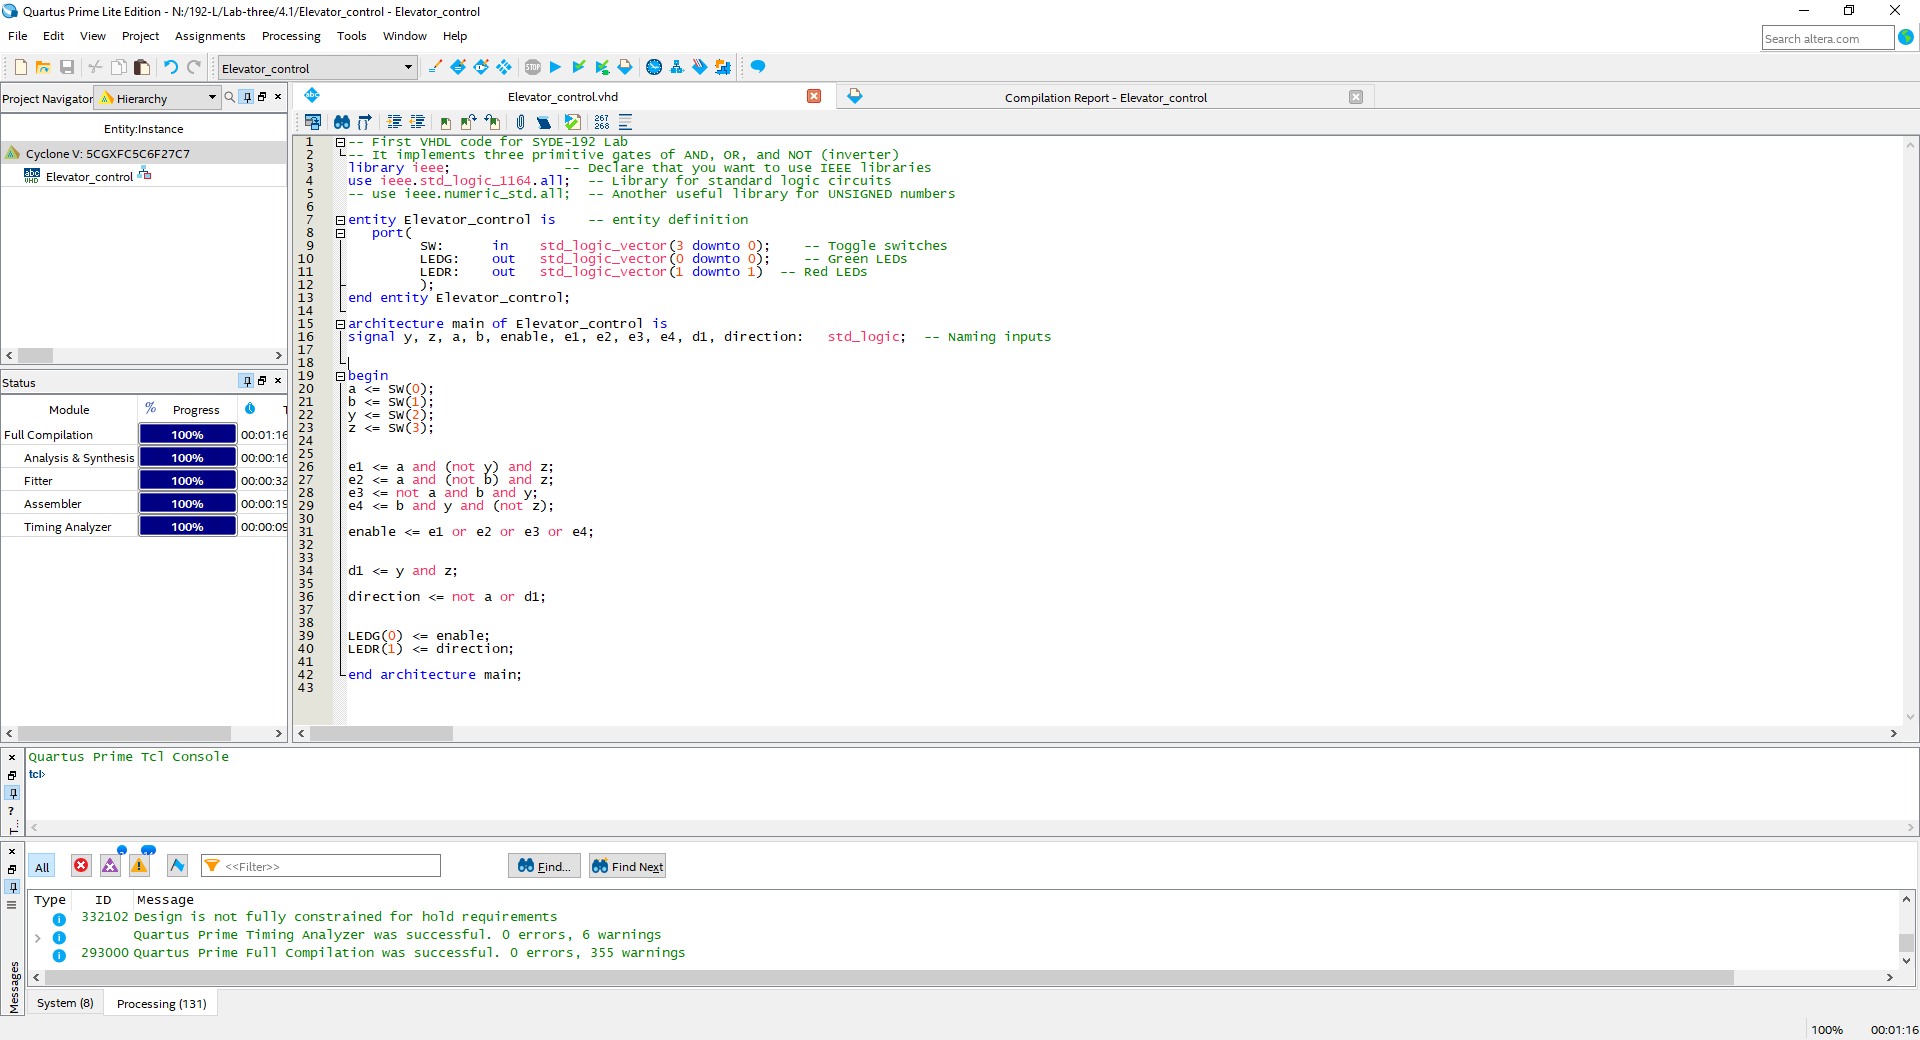 Quartus Prime Lite Edition - N:/192-L/Lab-three/4.1/Elevator_control - Elevator_control
File Edit View Project Assignments Processing Tools Window Help
Search altera.com
Elevator_control
Project Navigator Hierarchy
Entity:Instance
Cyclone V: 5CGXFC5C6F27C7
Elevator_control
Elevator_control.vhd
Compilation Report - Elevator_control
267
268
1 -- First VHDL code for SYDE-192 Lab
2 -- It implements three primitive gates of AND, OR, and NOT (inverter)
3 library ieee; -- Declare that you want to use IEEE libraries
4 use ieee.std_logic_1164.all; -- Library for standard logic circuits
5 -- use ieee.numeric_std.all; -- Another useful library for UNSIGNED numbers
6
7 entity Elevator_control is -- entity definition
8 port(
9 SW: in std_logic_vector(3 downto 0); -- Toggle switches
10 LEDG: out std_logic_vector(0 downto 0); -- Green LEDs
11 LEDR: out std_logic_vector(1 downto 1) -- Red LEDs
12 );
13 end entity Elevator_control;
14
15 architecture main of Elevator_control is
16 signal y, z, a, b, enable, e1, e2, e3, e4, d1, direction: std_logic; -- Naming inputs
17
18
19 begin
20 a <= SW(0);
21 b <= SW(1);
22 y <= SW(2);
23 z <= SW(3);
24
25
26 e1 <= a and (not y) and z;
27 e2 <= a and (not b) and z;
28 e3 <= not a and b and y;
29 e4 <= b and y and (not z);
30
31 enable <= e1 or e2 or e3 or e4;
32
33
34 d1 <= y and z;
35
36 direction <= not a or d1;
37
38
39 LEDG(0) <= enable;
40 LEDR(1) <= direction;
41
42 end architecture main;
43
Status
Module % Progress T
Full Compilation 100% 00:01:16
Analysis & Synthesis 100% 00:00:16
Fitter 100% 00:00:32
Assembler 100% 00:00:19
Timing Analyzer 100% 00:00:09
Quartus Prime Tcl Console
tcl>
All <<Filter>> Find... Find Next
Type ID Message
332102 Design is not fully constrained for hold requirements
Quartus Prime Timing Analyzer was successful. 0 errors, 6 warnings
293000 Quartus Prime Full Compilation was successful. 0 errors, 355 warnings
Messages
System (8) Processing (131)
100% 00:01:16